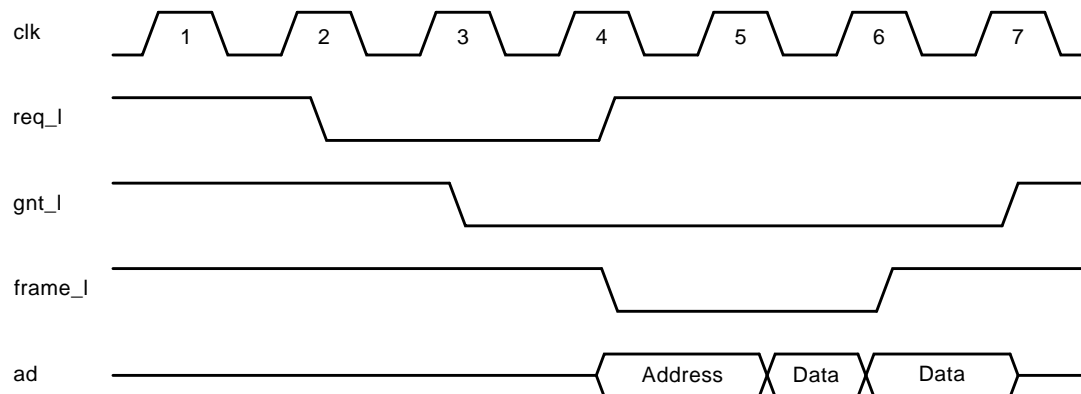 clk 1 2 3 4 5 6 7
req_l
gnt_l
frame_l
ad Address Data Data